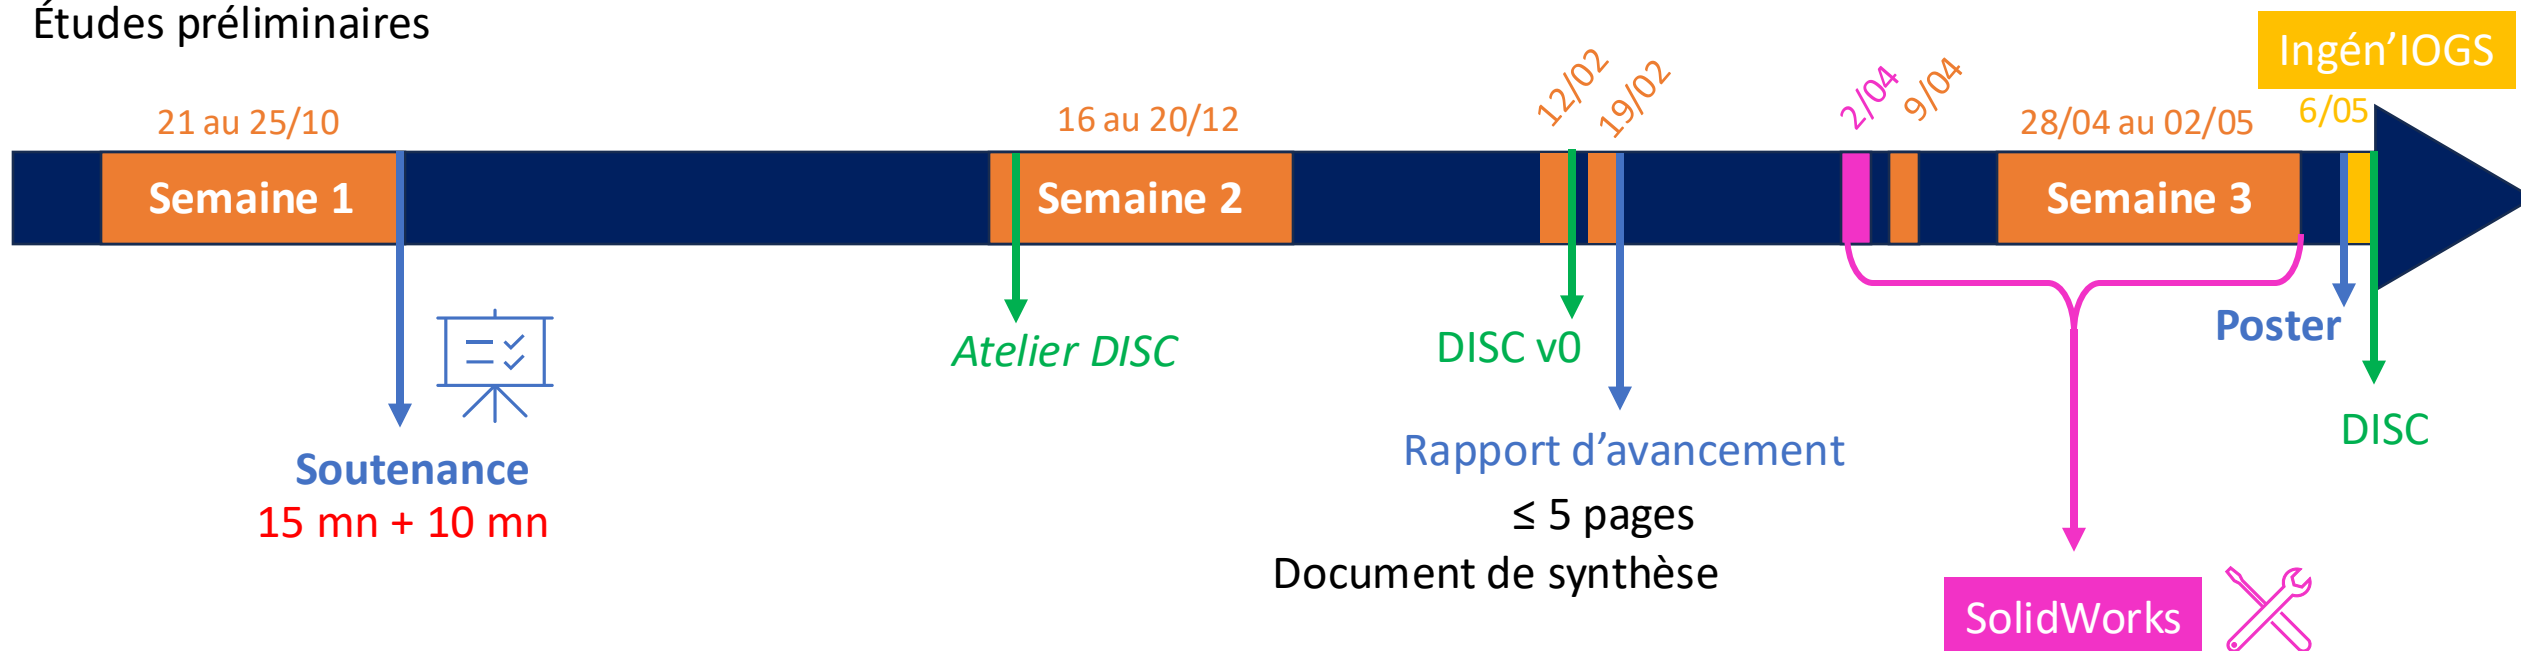 Études préliminaires
Ingén’IOGS
21 au 25/10
16 au 20/12
12/02
19/02
2/04
9/04
28/04 au 02/05
6/05
Semaine 1
Semaine 2
Semaine 3
Poster
Atelier DISC
DISC v0
DISC
Soutenance
15 mn + 10 mn
Rapport d’avancement
≤ 5 pages
Document de synthèse
SolidWorks